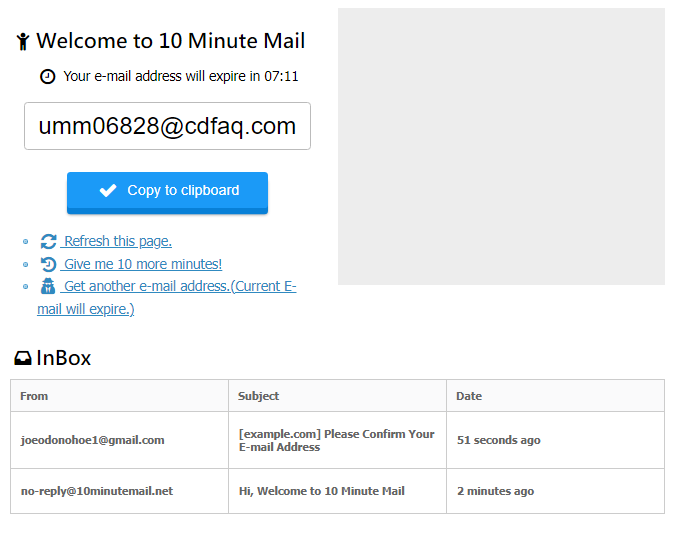 Welcome to 10 Minute Mail
Your e-mail address will expire in 07:11
umm06828@cdfaq.com
Copy to clipboard
Refresh this page.
Give me 10 more minutes!
Get another e-mail address.(Current E-
mail will expire.)
InBox
From Subject Date
joeodonohoe1@gmail.com [example.com] Please Confirm Your 51 seconds ago
E-mail Address
no-reply@10minutemail.net Hi, Welcome to 10 Minute Mail 2 minutes ago